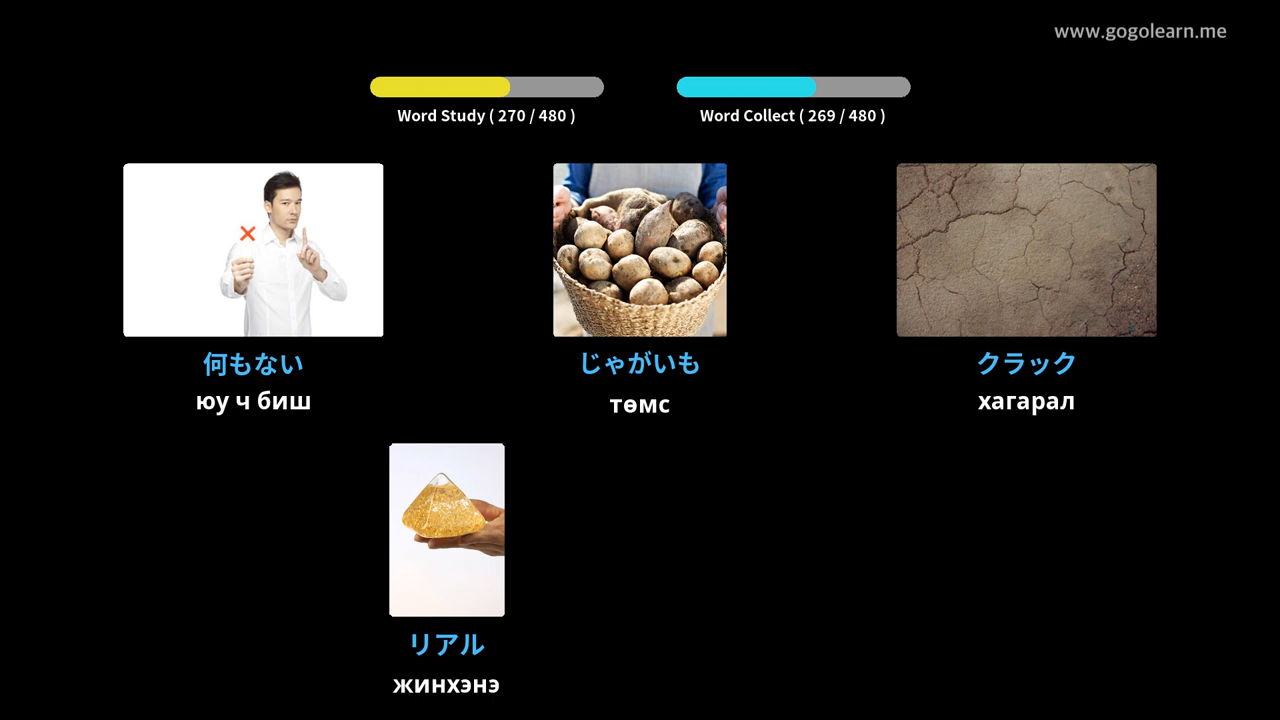 www.gogolearn.me
Word Study ( 270 / 480 )
Word Collect ( 269 / 480 )
何もない
じゃがいも
クラック
юу ч биш
төмс
хагарал
リアル
жинхэнэ